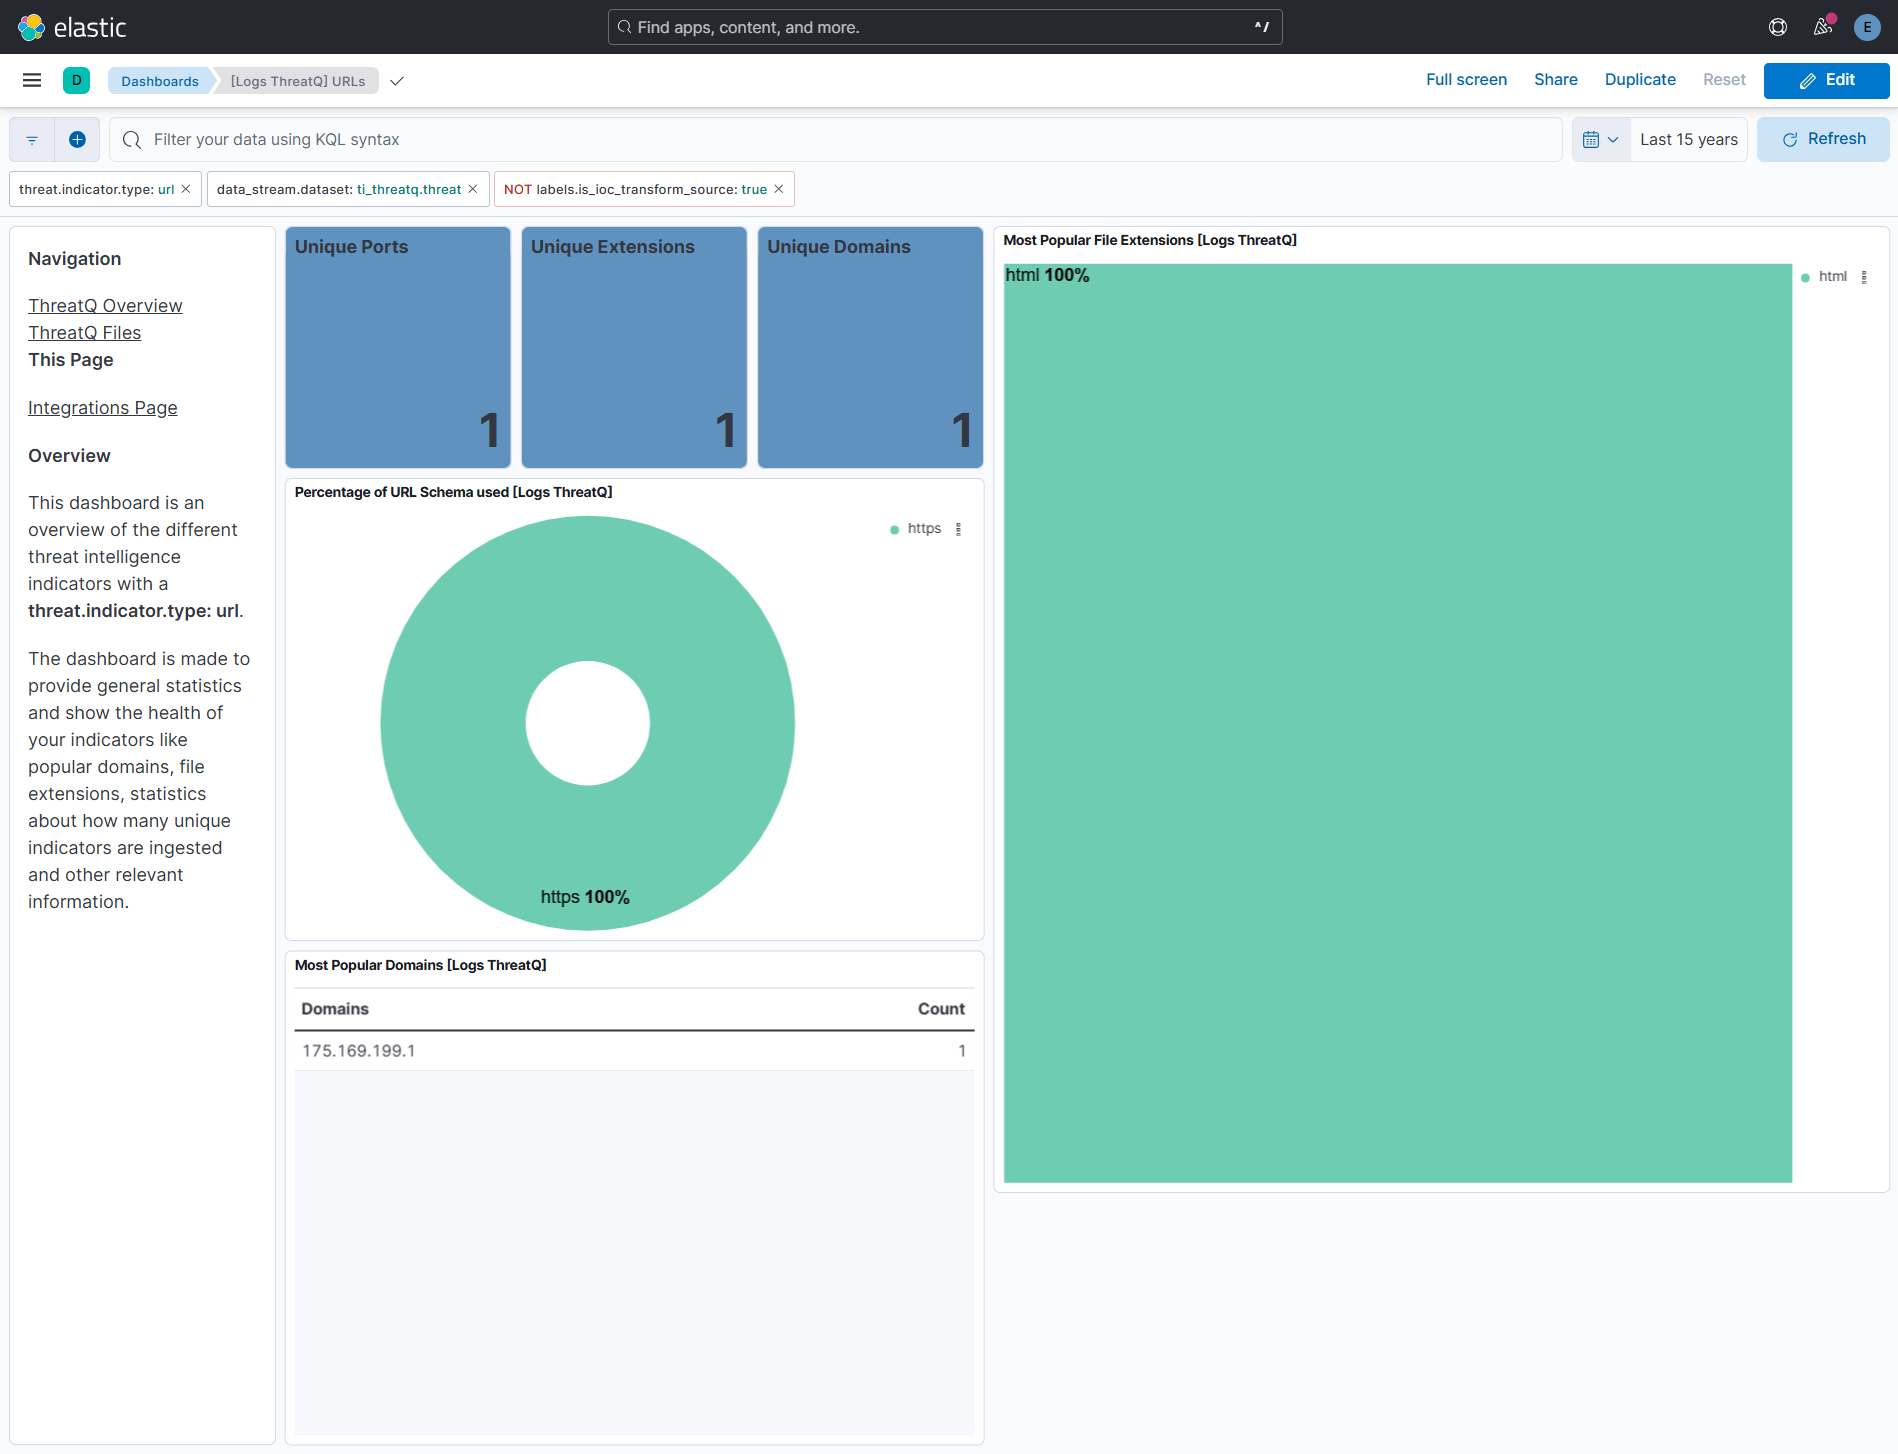 elastic
Find apps, content, and more.
^/
E
D
Dashboards
[Logs ThreatQ] URLs
Full screen
Share
Duplicate
Reset
Edit
Filter your data using KQL syntax
Last 15 years
Refresh
threat.indicator.type: url
data_stream.dataset: ti_threatq.threat
NOT labels.is_ioc_transform_source: true
Navigation
ThreatQ Overview
ThreatQ Files
This Page
Integrations Page
Overview
This dashboard is an
overview of the different
threat intelligence
indicators with a
threat.indicator.type: url.
The dashboard is made to
provide general statistics
and show the health of
your indicators like
popular domains, file
extensions, statistics
about how many unique
indicators are ingested
and other relevant
information.
Unique Ports
1
Unique Extensions
1
Unique Domains
1
Percentage of URL Schema used [Logs ThreatQ]
https
https 100%
Most Popular Domains [Logs ThreatQ]
Domains Count
175.169.199.1 1
Most Popular File Extensions [Logs ThreatQ]
html 100%
html